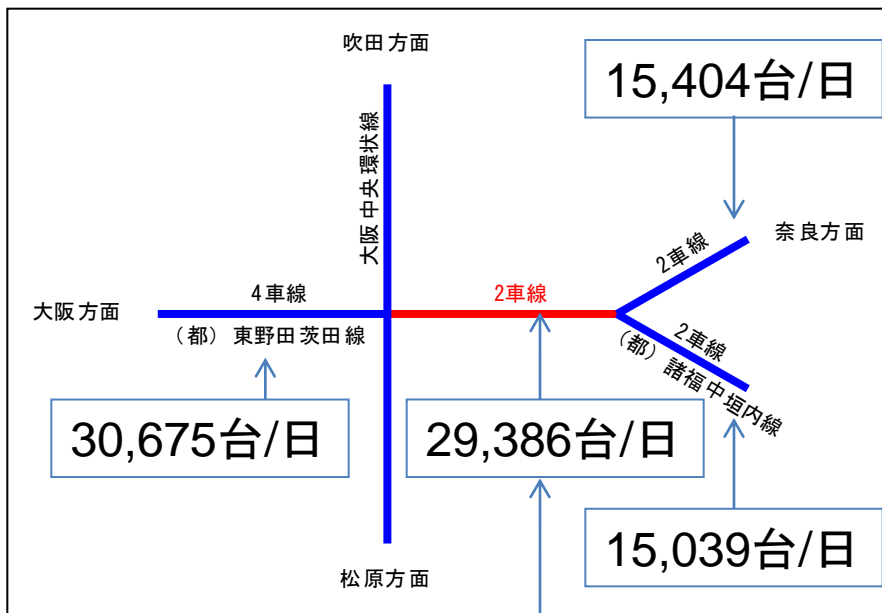 吹田方面
15,404台/日
大阪中央環状線
奈良方面
2車線
4車線
2車線
大阪方面
（都）東野田茨田線
2車線
（都）諸福中垣内線
30,675台/日
29,386台/日
15,039台/日
松原方面